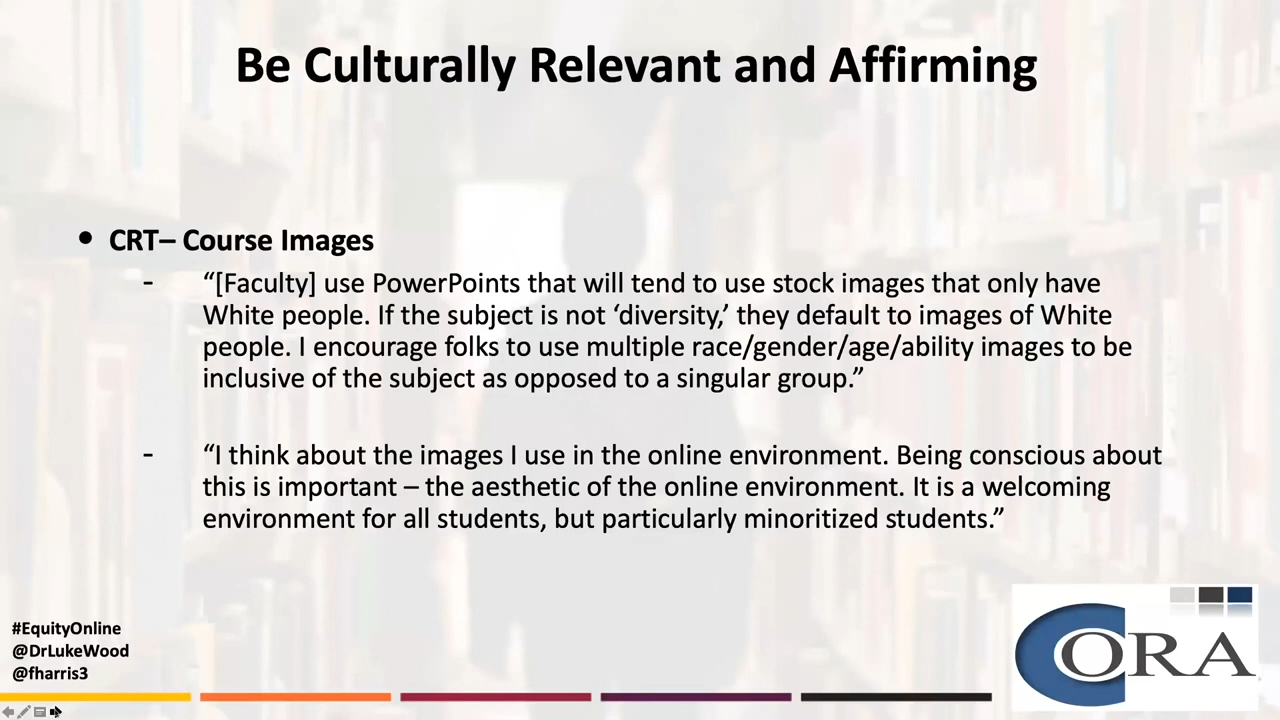 Be Culturally Relevant and Affirming
• CRT– Course Images
- “[Faculty] use PowerPoints that will tend to use stock images that only have
White people. If the subject is not ‘diversity,’ they default to images of White
people. I encourage folks to use multiple race/gender/age/ability images to be
inclusive of the subject as opposed to a singular group.”
- “I think about the images I use in the online environment. Being conscious about
this is important – the aesthetic of the online environment. It is a welcoming
environment for all students, but particularly minoritized students.”
#EquityOnline
@DrLukeWood
@fharris3
CORA